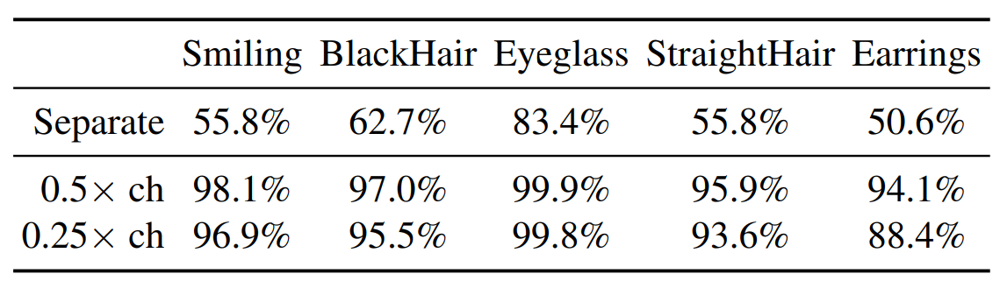 Smiling BlackHair Eyeglass StraightHair Earrings
Separate 55.8% 62.7% 83.4% 55.8% 50.6%
0.5× ch 98.1% 97.0% 99.9% 95.9% 94.1%
0.25× ch 96.9% 95.5% 99.8% 93.6% 88.4%